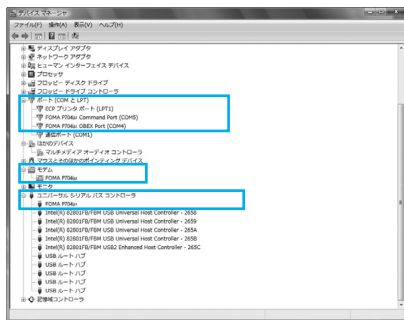 デバイス マネージャ
ファイル(F) 操作(A) 表示(V) ヘルプ(H)
ディスプレイ アダプタ
ネットワーク アダプタ
ヒューマン インターフェイス デバイス
プロセッサ
フロッピー ディスク ドライブ
フロッピー ドライブ コントローラ
ポート (COM と LPT)
ECP プリンタ ポート (LPT1)
FOMA P704iμ Command Port (COM5)
FOMA P704iμ OBEX Port (COM4)
通信ポート (COM1)
ほかのデバイス
マルチメディア オーディオ コントローラ
マウスとそのほかのポインティング デバイス
モデム
FOMA P704iμ
モニタ
ユニバーサル シリアル バス コントローラ
FOMA P704iμ
Intel(R) 82801FB/FBM USB Universal Host Controller - 2658
Intel(R) 82801FB/FBM USB Universal Host Controller - 2659
Intel(R) 82801FB/FBM USB Universal Host Controller - 265A
Intel(R) 82801FB/FBM USB Universal Host Controller - 265B
Intel(R) 82801FB/FBM USB2 Enhanced Host Controller - 265C
USB ルート ハブ
USB ルート ハブ
USB ルート ハブ
USB ルート ハブ
USB ルート ハブ
記憶域コントローラ